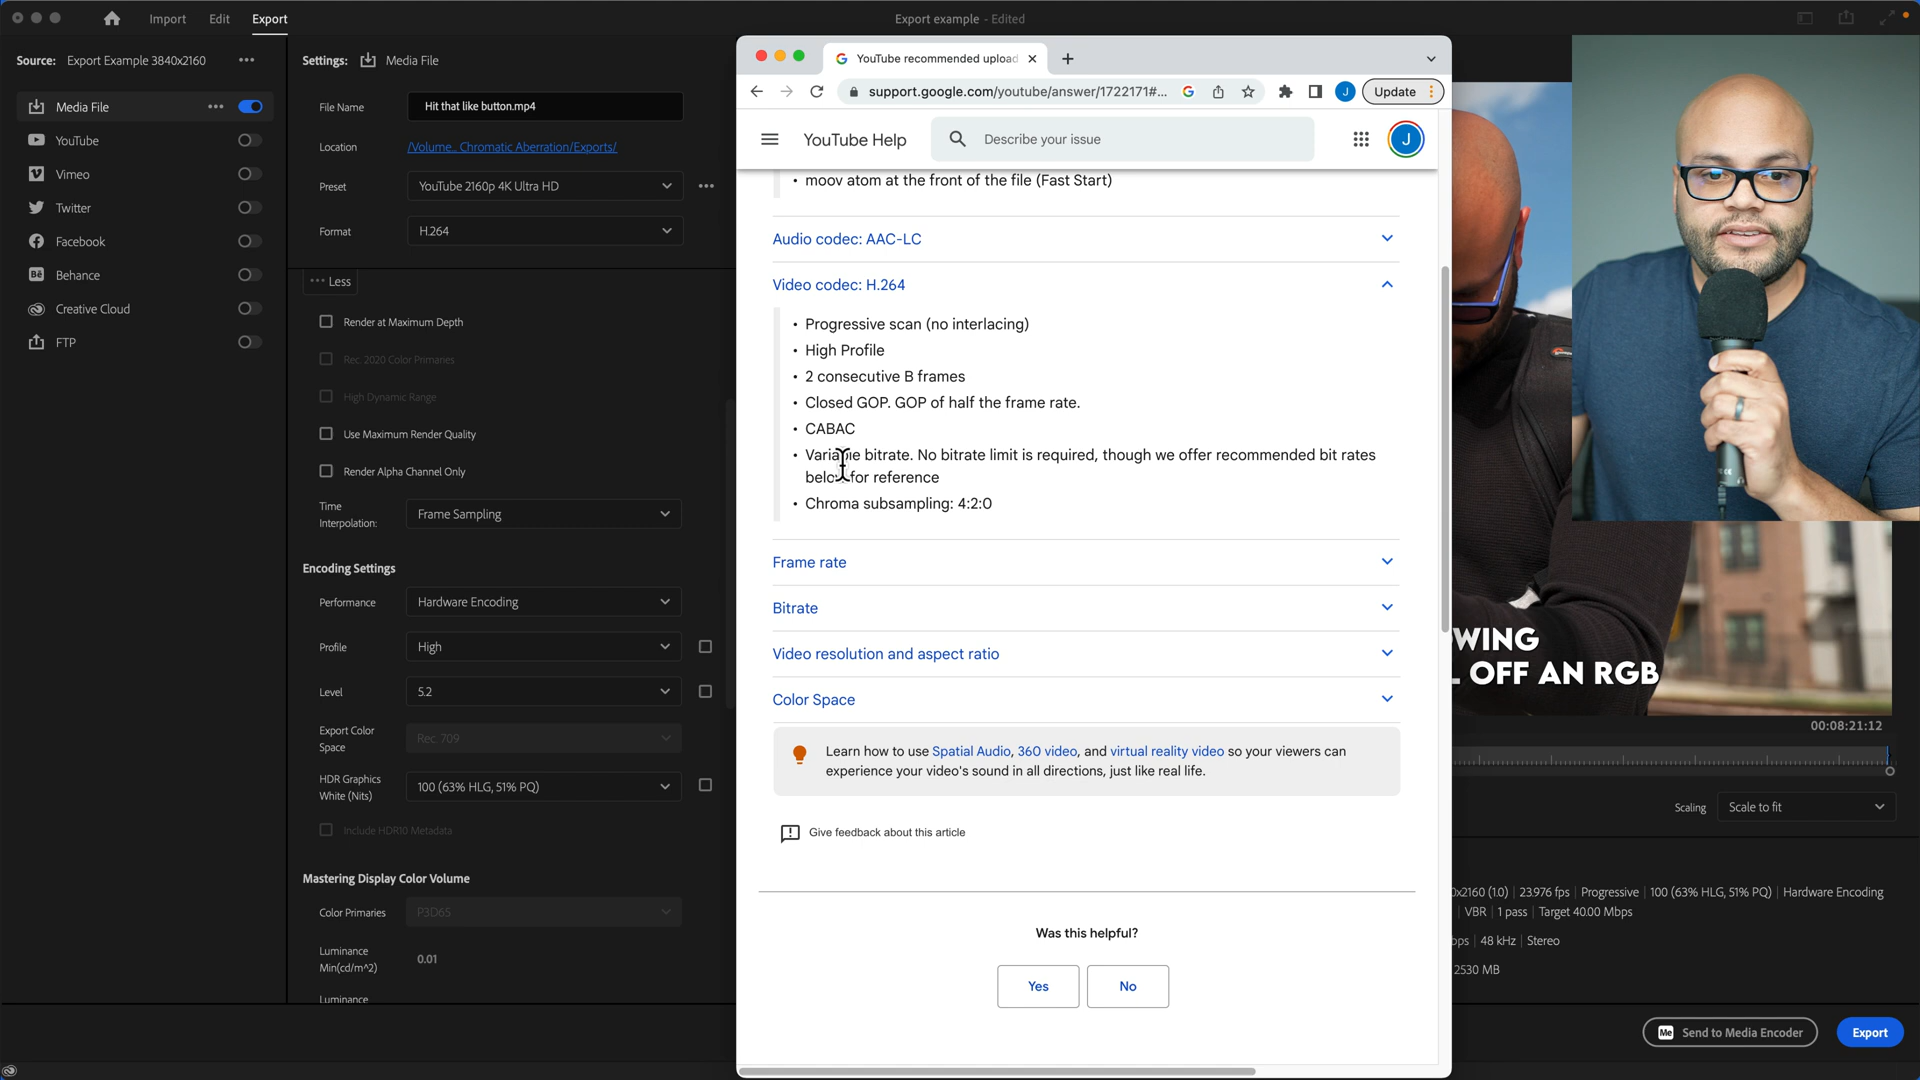 Import
Edit
Export
Export example - Edited
Source: Export Example 3840x2160
Media File
YouTube
Vimeo
Twitter
Facebook
Behance
Creative Cloud
FTP
Settings: Media File
File Name Hit that like button.mp4
Location /Volume... Chromatic Aberration/Exports/
Preset YouTube 2160p 4K Ultra HD
Format H.264
Less
Render at Maximum Depth
Rec. 2020 Color Primaries
High Dynamic Range
Use Maximum Render Quality
Render Alpha Channel Only
Time
Interpolation: Frame Sampling
Encoding Settings
Performance Hardware Encoding
Profile High
Level 5.2
Export Color
Space Rec. 709
HDR Graphics
White (Nits) 100 (63% HLG, 51% PQ)
Include HDR10 Metadata
Mastering Display Color Volume
Color Primaries P3D65
Luminance
Min(cd/m^2) 0.01
Luminance
YouTube recommended upload
support.google.com/youtube/answer/1722171#...
J
Update
YouTube Help
Describe your issue
J
• moov atom at the front of the file (Fast Start)
Audio codec: AAC-LC
Video codec: H.264
• Progressive scan (no interlacing)
• High Profile
• 2 consecutive B frames
• Closed GOP. GOP of half the frame rate.
• CABAC
• Variable bitrate. No bitrate limit is required, though we offer recommended bit rates
below for reference
• Chroma subsampling: 4:2:0
Frame rate
Bitrate
Video resolution and aspect ratio
Color Space
Learn how to use Spatial Audio, 360 video, and virtual reality video so your viewers can
experience your video's sound in all directions, just like real life.
Give feedback about this article
Was this helpful?
Yes
No
WING
OFF AN RGB
00:08:21:12
Scaling Scale to fit
x2160 (1.0) | 23.976 fps | Progressive | 100 (63% HLG, 51% PQ) | Hardware Encoding
| VBR | 1 pass | Target 40.00 Mbps
bps | 48 kHz | Stereo
2530 MB
Me Send to Media Encoder
Export